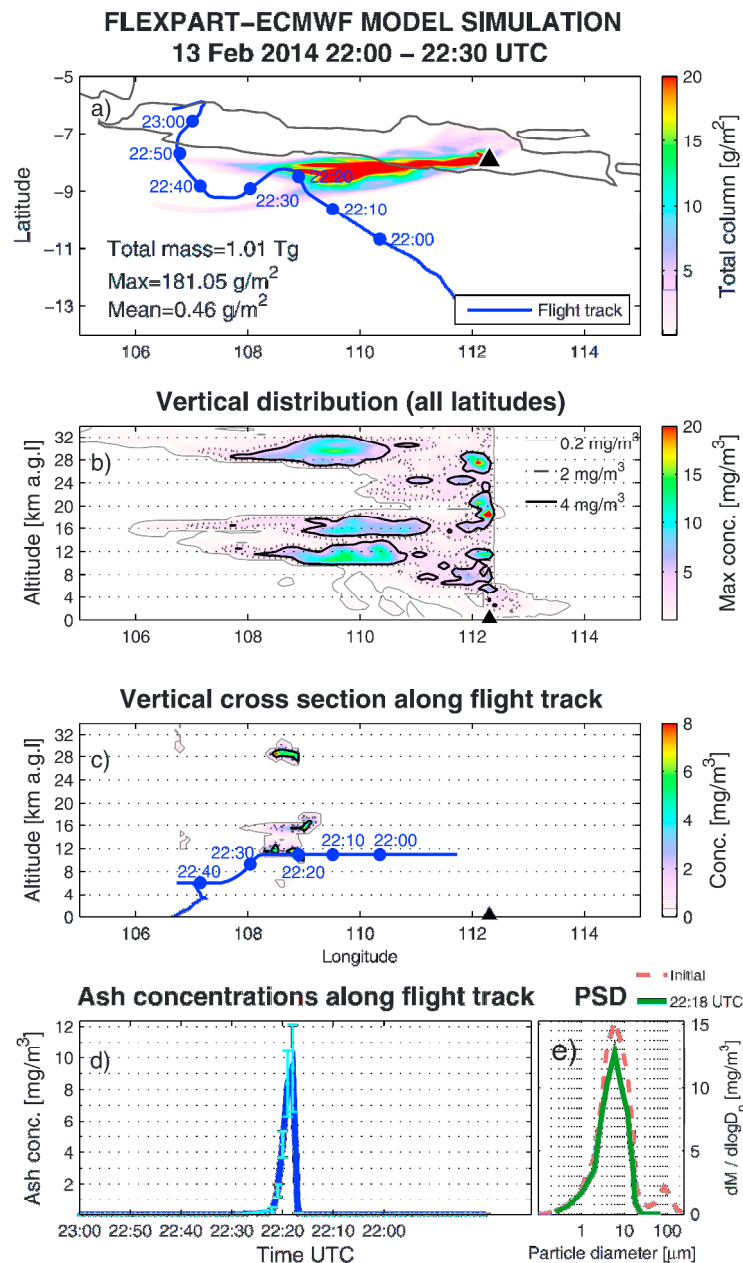 FLEXPART−ECMWF MODEL SIMULATION
13 Feb 2014 22:00 − 22:30 UTC
a)
−5
−7
−9
−11
−13
Latitude
23:00
22:50
22:40
22:30
22:20
22:10
22:00
Total mass=1.01 Tg
Max=181.05 g/m²
Mean=0.46 g/m²
Flight track
106 108 110 112 114
20
15
10
5
Total column [g/m²]
Vertical distribution (all latitudes)
b)
32
28
24
20
16
12
8
4
0
Altitude [km a.g.l]
0.2 mg/m³
2 mg/m³
4 mg/m³
106 108 110 112 114
20
15
10
5
Max conc. [mg/m³]
Vertical cross section along flight track
c)
32
28
24
20
16
12
8
4
0
Altitude [km a.g.l]
22:40
22:30
22:20
22:10
22:00
106 108 110 112 114
Longitude
8
6
4
2
0
Conc. [mg/m³]
Ash concentrations along flight track
d)
12
10
8
6
4
2
Ash conc. [mg/m³]
23:00 22:50 22:40 22:30 22:20 22:10 22:00
Time UTC
PSD
Initial
22:18 UTC
e)
15
10
5
0
dM / dlogDp
1 10 100
Particle diameter [μm]